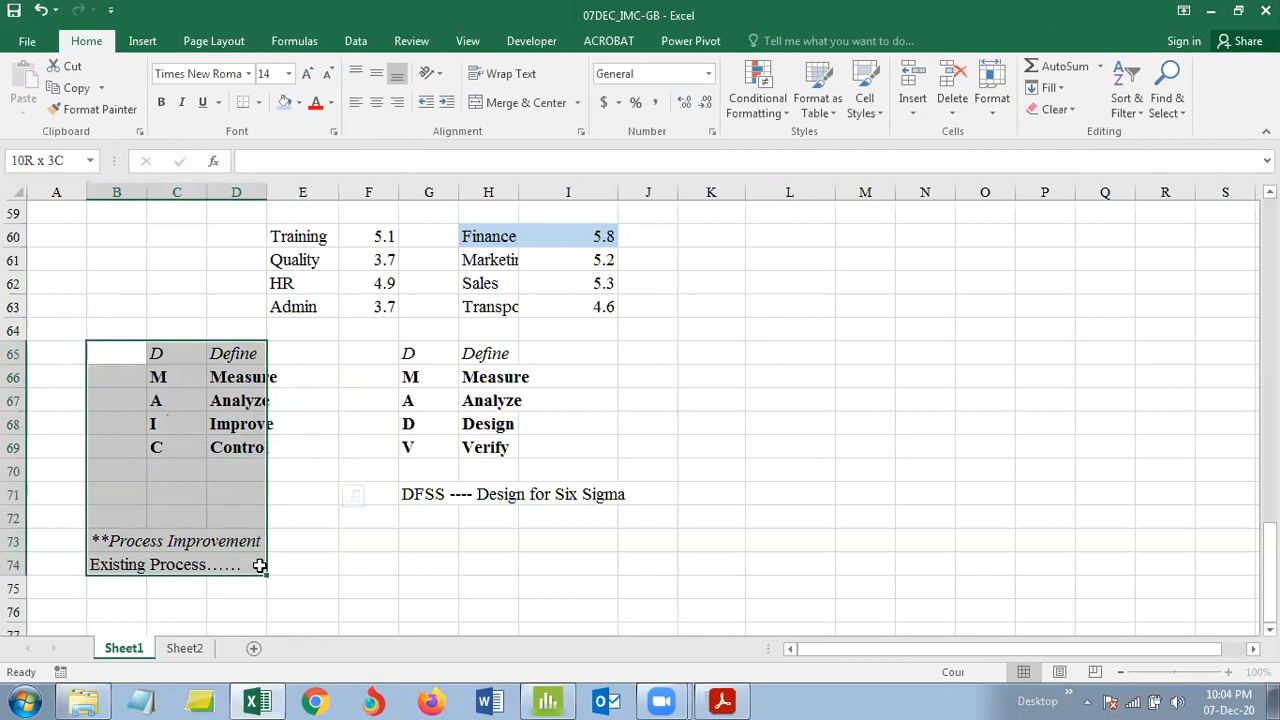 07DEC_IMC-GB - Excel
File Home Insert Page Layout Formulas Data Review View Developer ACROBAT Power Pivot Tell me what you want to do... Sign in Share
Paste Cut Copy Format Painter Clipboard
Times New Roma 14 A A B I U A Font
Wrap Text Merge & Center Alignment
General $ % , Number
Conditional Formatting Format as Table Cell Styles Styles
Insert Delete Format Cells
AutoSum Fill Clear Sort & Filter Find & Select Editing
10R x 3C fx
A B C D E F G H I J K L M N O P Q R S
59
60 Training 5.1 Finance 5.8
61 Quality 3.7 Marketin 5.2
62 HR 4.9 Sales 5.3
63 Admin 3.7 Transpo 4.6
64
65 D Define D Define
66 M Measure M Measure
67 A Analyze A Analyze
68 I Improve D Design
69 C Control V Verify
70
71 DFSS ---- Design for Six Sigma
72
73 **Process Improvement
74 Existing Process……
75
76
77
Sheet1 Sheet2
Ready Cou 100%
Desktop 10:04 PM
07-Dec-20